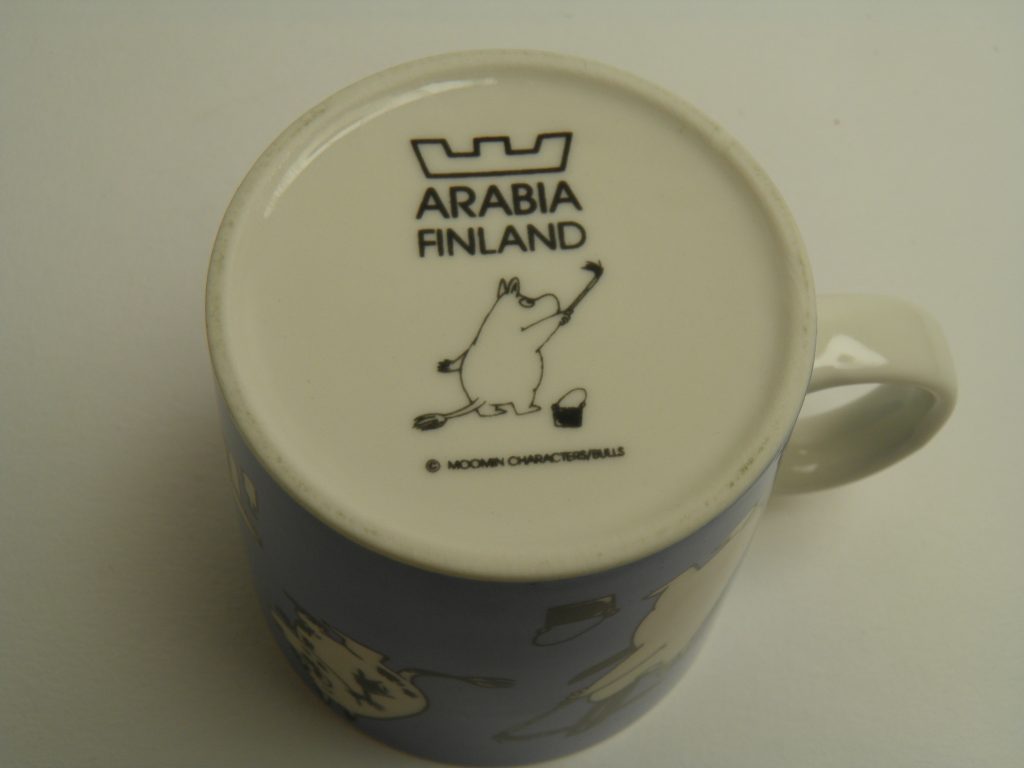 ARABIA
FINLAND
© MOOMIN CHARACTERS/BULLS